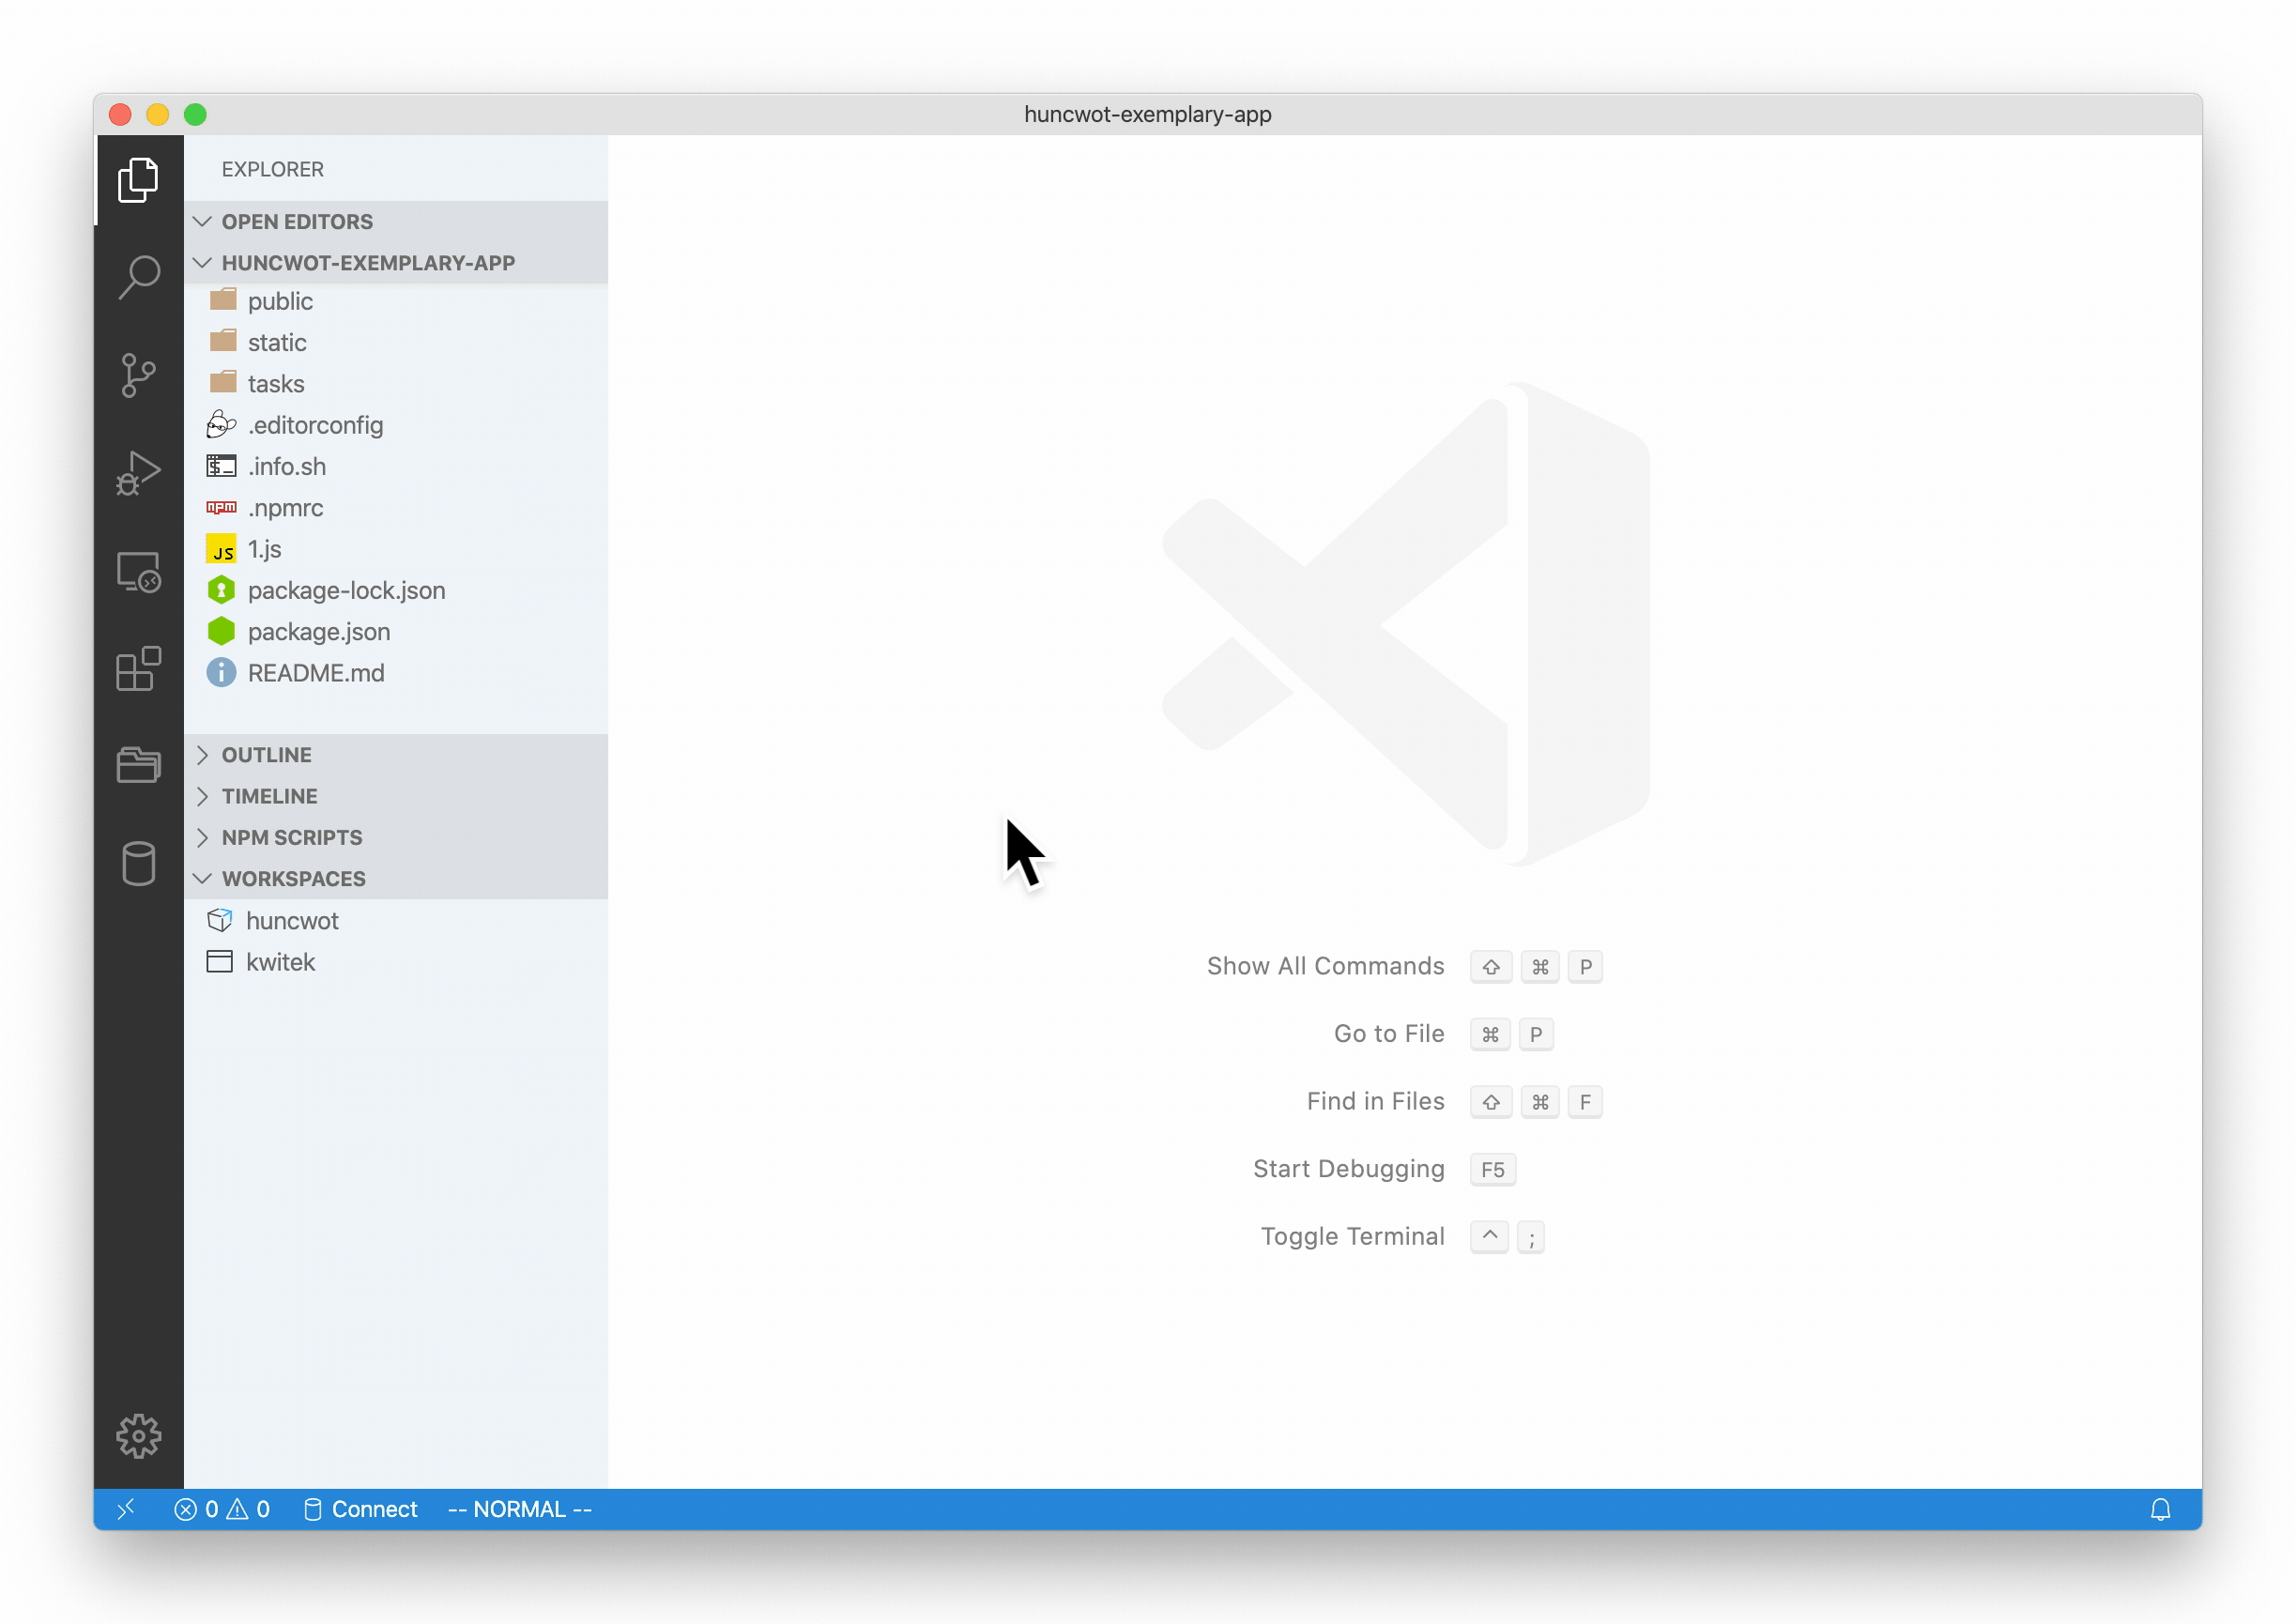 huncwot-exemplary-app
EXPLORER
OPEN EDITORS
HUNCWOT-EXEMPLARY-APP
public
static
tasks
.editorconfig
$_ .info.sh
npm .npmrc
JS 1.js
package-lock.json
package.json
i README.md
OUTLINE
TIMELINE
NPM SCRIPTS
WORKSPACES
huncwot
kwitek
Show All Commands ⇧ ⌘ P
Go to File ⌘ P
Find in Files ⇧ ⌘ F
Start Debugging F5
Toggle Terminal ^ ;
0 0 Connect -- NORMAL --